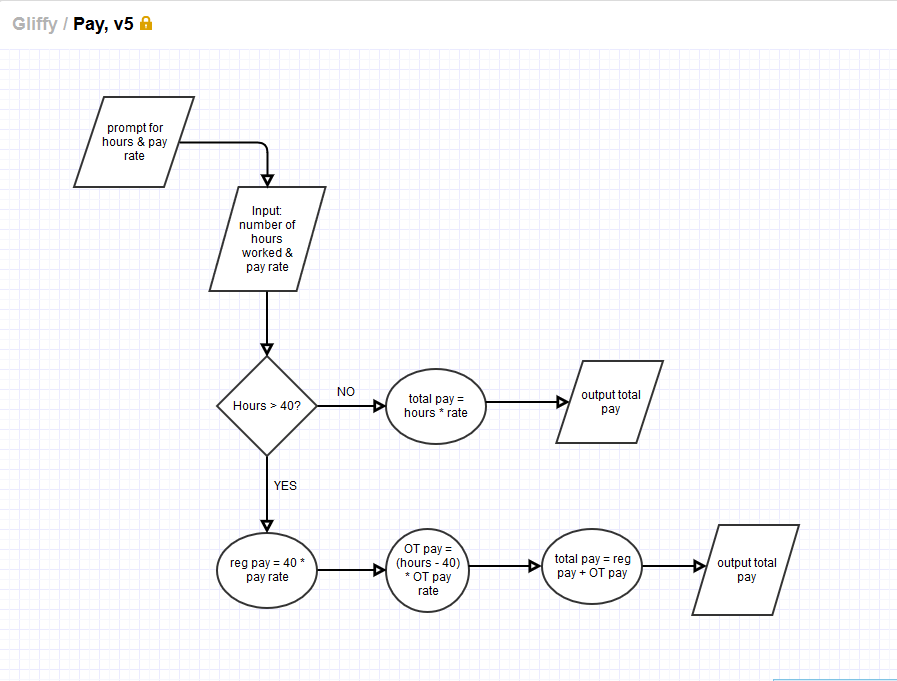 Gliffy / Pay, v5
prompt for
hours & pay
rate
Input:
number of
hours
worked &
pay rate
Hours > 40?
NO
total pay =
hours * rate
output total
pay
YES
reg pay = 40 *
pay rate
OT pay =
(hours - 40)
* OT pay
rate
total pay = reg
pay + OT pay
output total
pay